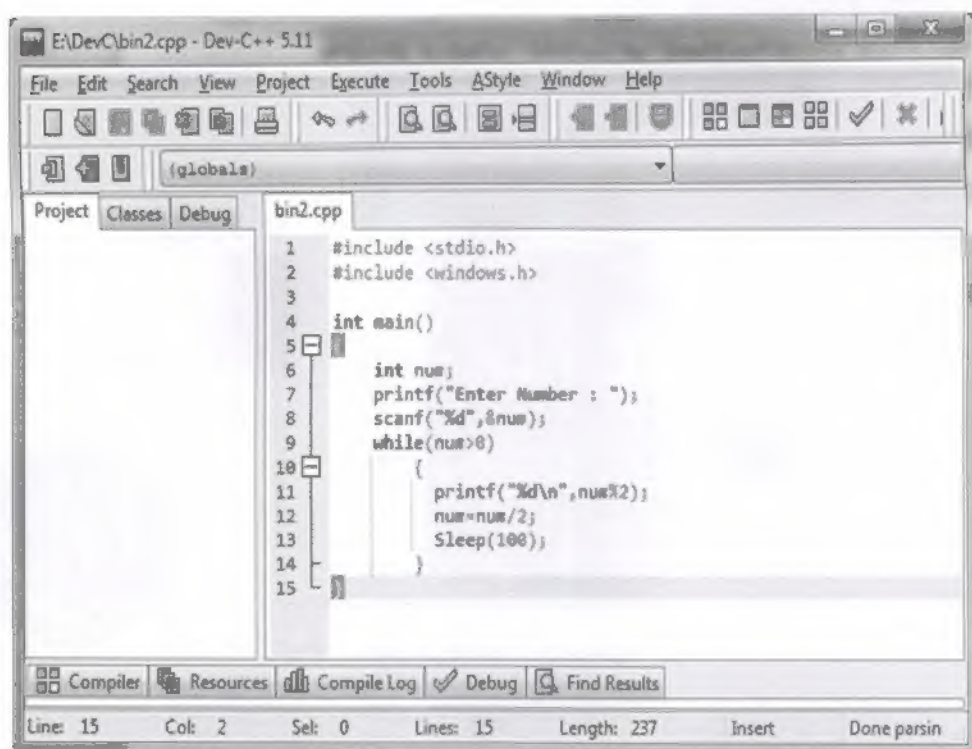 E:\DevC\bin2.cpp - Dev-C++ 5.11
File Edit Search View Project Execute Tools AStyle Window Help
(globals)
Project Classes Debug bin2.cpp
1 #include <stdio.h>
2 #include <windows.h>
3
4 int main()
5 {
6 int num;
7 printf("Enter Number : ");
8 scanf("%d",&num);
9 while(num>0)
10 {
11 printf("%d\n",num%2);
12 num=num/2;
13 Sleep(100);
14 }
15 }
Compiler Resources Compile Log Debug Find Results
Line: 15 Col: 2 Sel: 0 Lines: 15 Length: 237 Insert Done parsin